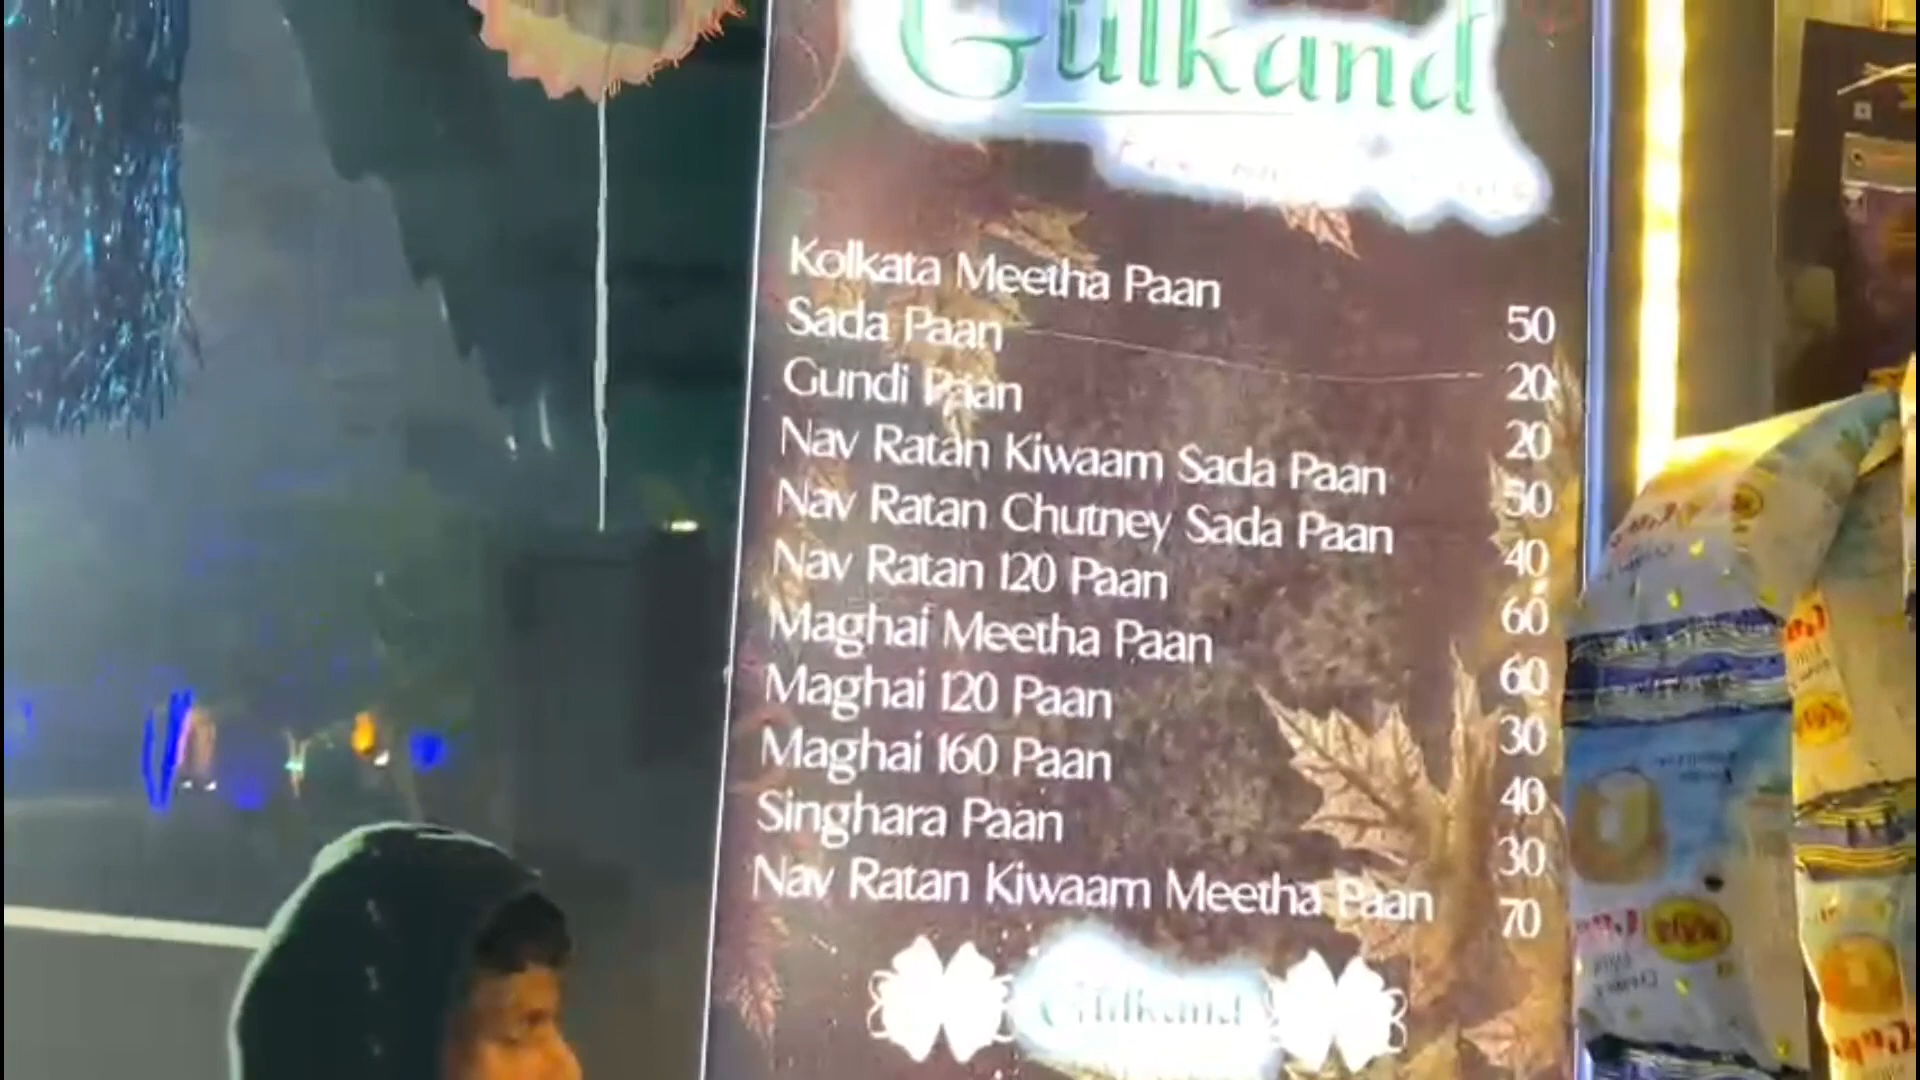 Gulkand
Kolkata Meetha Paan 50
Sada Paan 20
Gundi Paan 20
Nav Ratan Kiwaam Sada Paan 50
Nav Ratan Chutney Sada Paan 40
Nav Ratan 120 Paan 60
Maghai Meetha Paan 60
Maghai 120 Paan 30
Maghai 160 Paan 40
Singhara Paan 30
Nav Ratan Kiwaam Meetha Paan 70
Gulkand